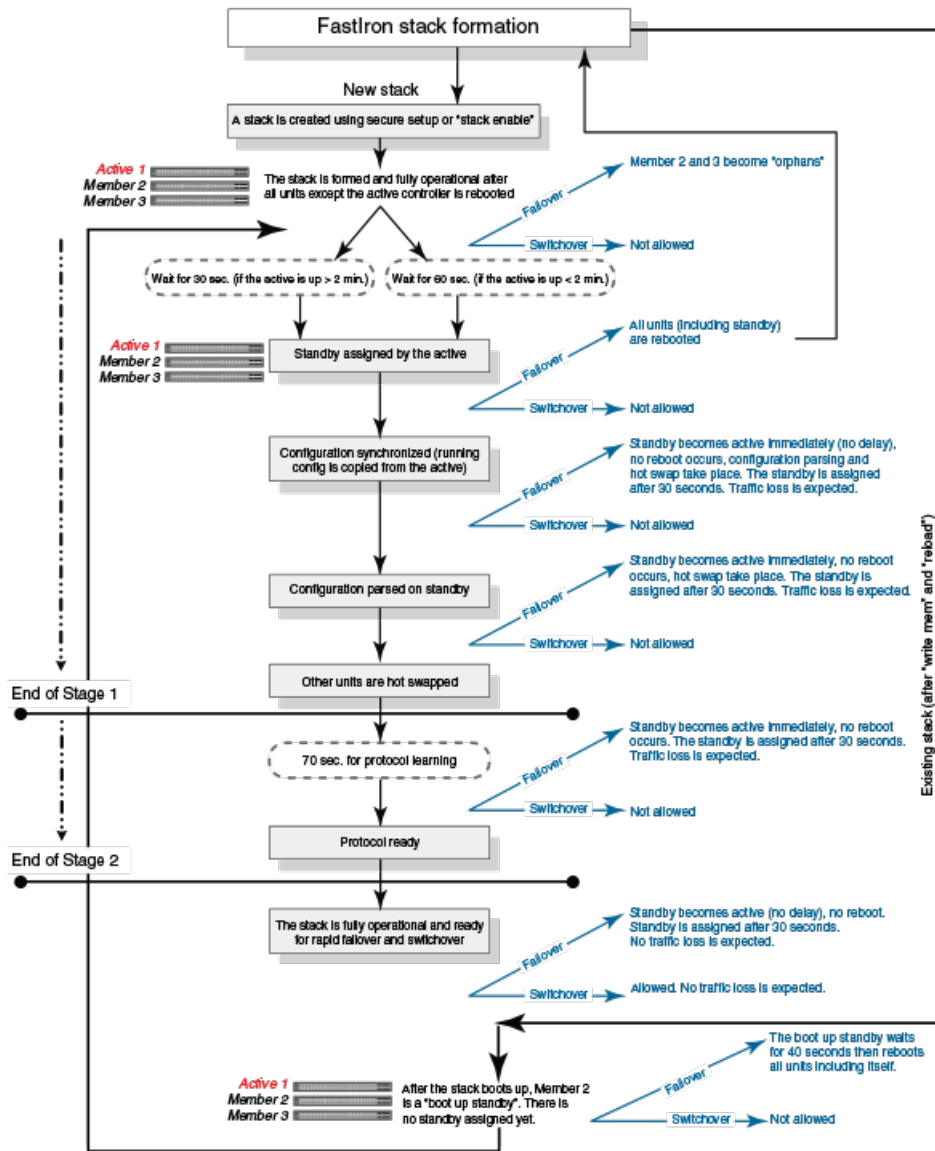 FastIron stack formation
New stack
A stack is created using secure setup or "stack enable"
Active 1
Member 2
Member 3
The stack is formed and fully operational after
all units except the active controller is rebooted
Failover
Member 2 and 3 become "orphans"
Switchover
Not allowed
Wait for 30 sec. (if the active is up > 2 min.)
Wait for 60 sec. (if the active is up < 2 min.)
Active 1
Member 2
Member 3
Standby assigned by the active
Failover
All units (including standby)
are rebooted
Switchover
Not allowed
Configuration synchronized (running
config is copied from the active)
Failover
Standby becomes active immediately (no delay),
no reboot occurs, configuration parsing and
hot swap take place. The standby is assigned
after 30 seconds. Traffic loss is expected.
Switchover
Not allowed
Configuration parsed on standby
Failover
Standby becomes active immediately, no reboot
occurs, hot swap take place. The standby is
assigned after 30 seconds. Traffic loss is expected.
Switchover
Not allowed
Other units are hot swapped
End of Stage 1
70 sec. for protocol learning
Failover
Standby becomes active immediately, no reboot
occurs. The standby is assigned after 30 seconds.
Traffic loss is expected.
Switchover
Not allowed
Protocol ready
End of Stage 2
The stack is fully operational and ready
for rapid failover and switchover
Failover
Standby becomes active (no delay), no reboot.
Standby is assigned after 30 seconds.
No traffic loss is expected.
Switchover
Allowed. No traffic loss is expected.
Existing stack (after "write mem" and "reload")
Active 1
Member 2
Member 3
After the stack boots up, Member 2
is a "boot up standby". There is
no standby assigned yet.
Failover
The boot up standby waits
for 40 seconds then reboots
all units including itself.
Switchover
Not allowed